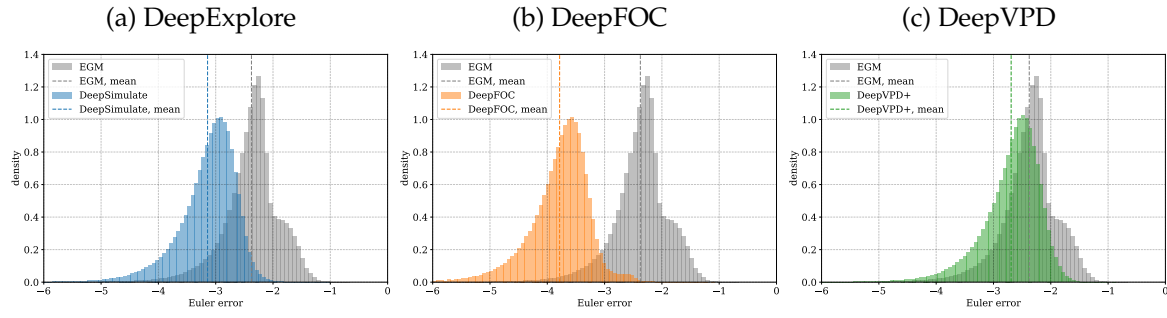 (a) DeepExplore
1.4
1.2
1.0
0.8
0.6
0.4
0.2
0.0
density
EGM
EGM, mean
DeepSimulate
DeepSimulate, mean
−6 −5 −4 −3 −2 −1 0
Euler error
(b) DeepFOC
1.4
1.2
1.0
0.8
0.6
0.4
0.2
0.0
density
EGM
EGM, mean
DeepFOC
DeepFOC, mean
−6 −5 −4 −3 −2 −1 0
Euler error
(c) DeepVPD
1.4
1.2
1.0
0.8
0.6
0.4
0.2
0.0
density
EGM
EGM, mean
DeepVPD+
DeepVPD+, mean
−6 −5 −4 −3 −2 −1 0
Euler error